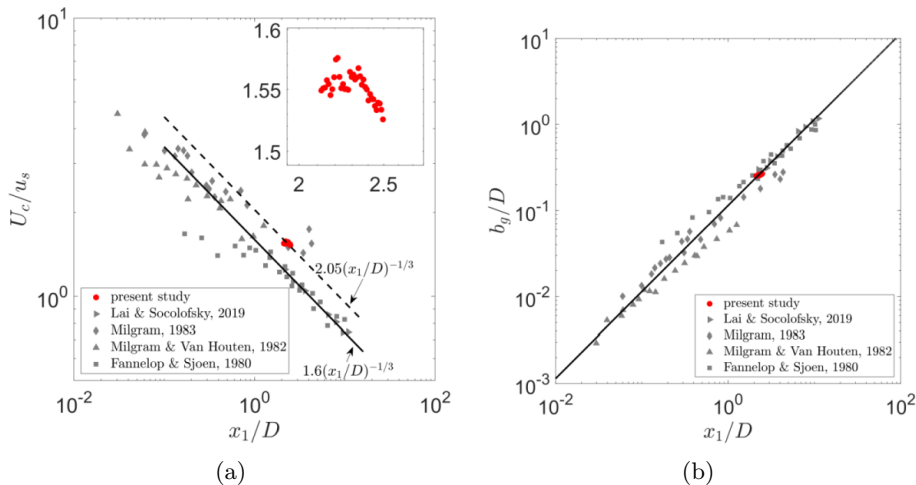 10^1
U_c/u_s
10^0
10^{-2}
10^0
10^2
x_1/D
1.6
1.55
1.5
2
2.5
2.05(x_1/D)^{-1/3}
1.6(x_1/D)^{-1/3}
present study
Lai & Socolofsky, 2019
Milgram, 1983
Milgram & Van Houten, 1982
Fannelop & Sjoen, 1980
(a)
10^1
10^0
10^{-1}
10^{-2}
10^{-3}
b_g/D
10^{-2}
10^0
10^2
x_1/D
present study
Lai & Socolofsky, 2019
Milgram, 1983
Milgram & Van Houten, 1982
Fannelop & Sjoen, 1980
(b)